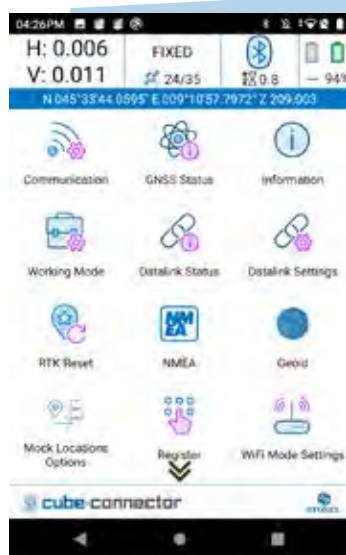 04:26PM
H: 0.006
V: 0.011
FIXED
24/35
0.8
94%
N 045°33'44.0595" E 009°10'57.7972" Z 209.003
Communication
GNSS Status
Information
Working Mode
Datalink Status
Datalink Settings
RTK Reset
NMEA
Geoid
Mock Locations
Options
Register
WiFi Mode Settings
cube-connector